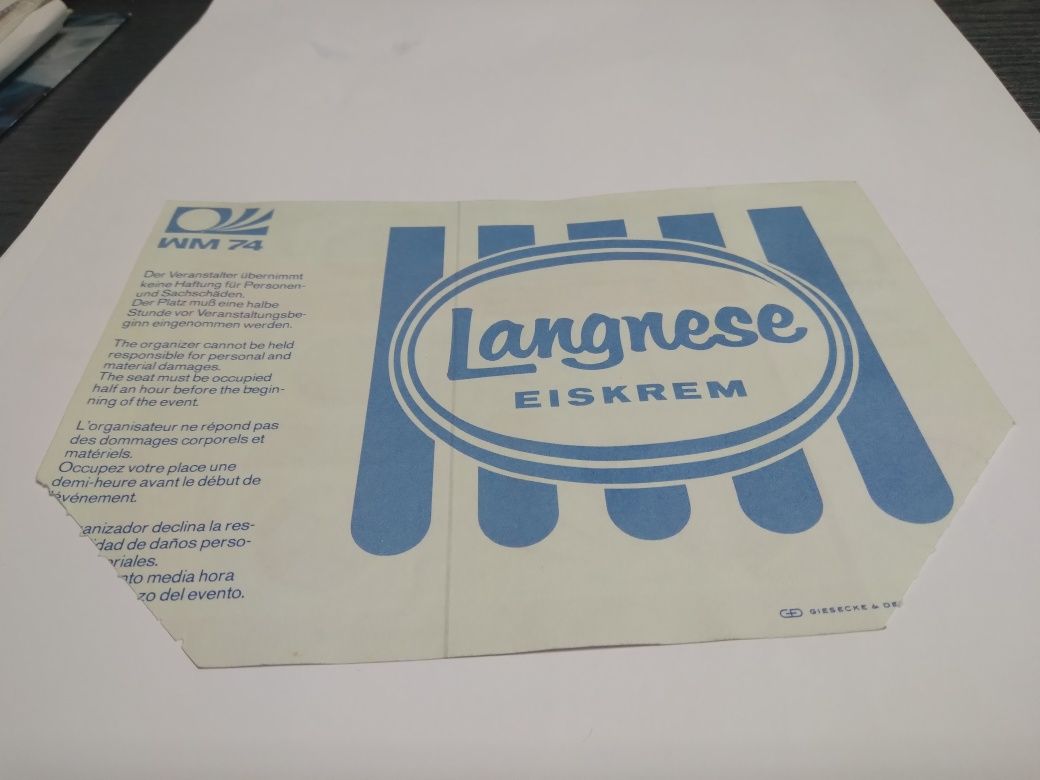 WM 74
Der Veranstalter übernimmt
keine Haftung für Personen-
und Sachschäden.
Der Platz muß eine halbe
Stunde vor Veranstaltungsbe-
ginn eingenommen werden.
The organizer cannot be held
responsible for personal and
material damages.
The seat must be occupied
half an hour before the begin-
ning of the event.
L'organisateur ne répond pas
des dommages corporels et
matériels.
Occupez votre place une
demi-heure avant le début de
événement.
anizador declina la res-
idad de daños perso-
eriales.
nto media hora
zo del evento.
Langnese
EISKREM
GIESECKE & DE